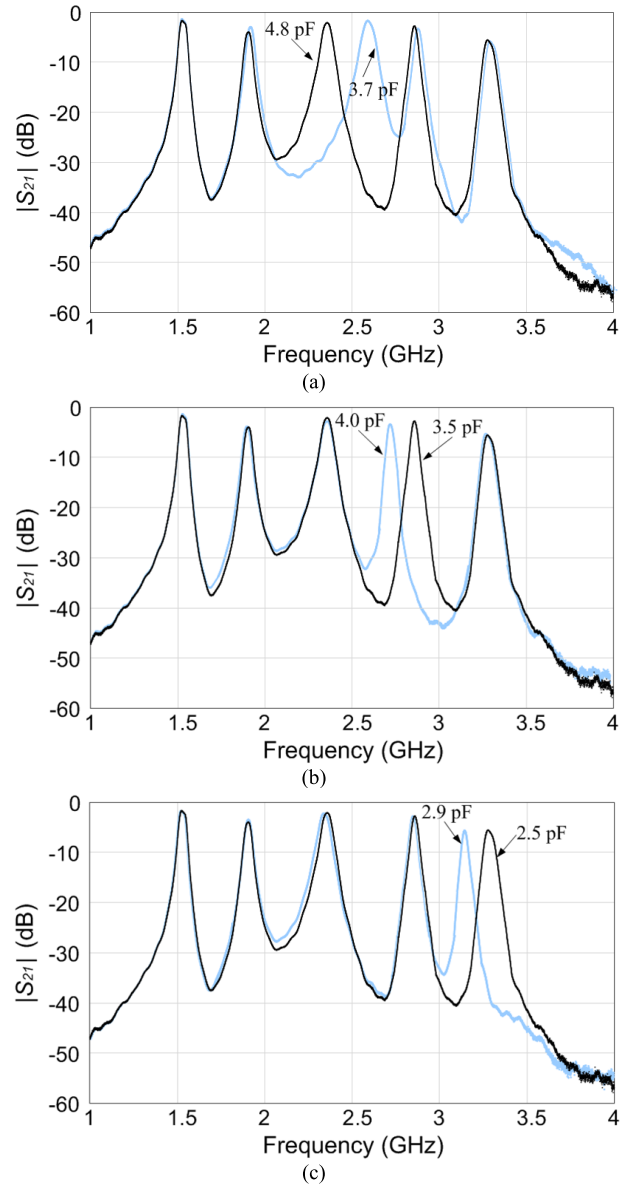 0
-10
-20
-30
-40
-50
-60
|S21| (dB)
4.8 pF
3.7 pF
1 1.5 2 2.5 3 3.5 4
Frequency (GHz)
(a)
0
-10
-20
-30
-40
-50
-60
|S21| (dB)
4.0 pF
3.5 pF
1 1.5 2 2.5 3 3.5 4
Frequency (GHz)
(b)
0
-10
-20
-30
-40
-50
-60
|S21| (dB)
2.9 pF
2.5 pF
1 1.5 2 2.5 3 3.5 4
Frequency (GHz)
(c)